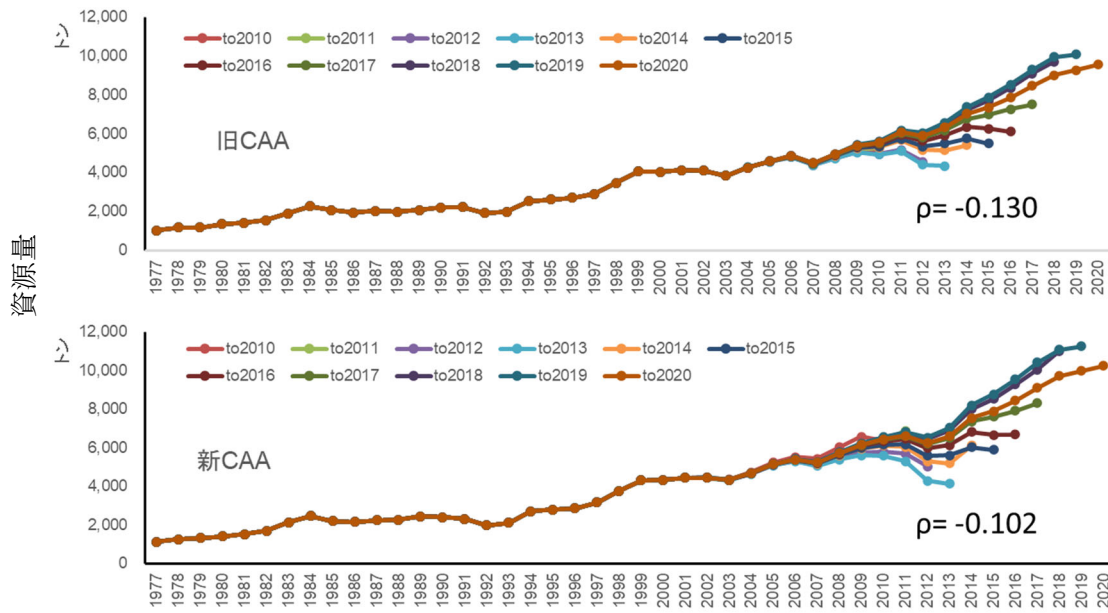 資源量
12,000
10,000
8,000
6,000
4,000
2,000
0
トン
to2010 to2011 to2012 to2013 to2014 to2015
to2016 to2017 to2018 to2019 to2020
旧CAA
ρ= -0.130
1977 1978 1979 1980 1981 1982 1983 1984 1985 1986 1987 1988 1989 1990 1991 1992 1993 1994 1995 1996 1997 1998 1999 2000 2001 2002 2003 2004 2005 2006 2007 2008 2009 2010 2011 2012 2013 2014 2015 2016 2017 2018 2019 2020
12,000
10,000
8,000
6,000
4,000
2,000
0
トン
to2010 to2011 to2012 to2013 to2014 to2015
to2016 to2017 to2018 to2019 to2020
新CAA
ρ= -0.102
1977 1978 1979 1980 1981 1982 1983 1984 1985 1986 1987 1988 1989 1990 1991 1992 1993 1994 1995 1996 1997 1998 1999 2000 2001 2002 2003 2004 2005 2006 2007 2008 2009 2010 2011 2012 2013 2014 2015 2016 2017 2018 2019 2020